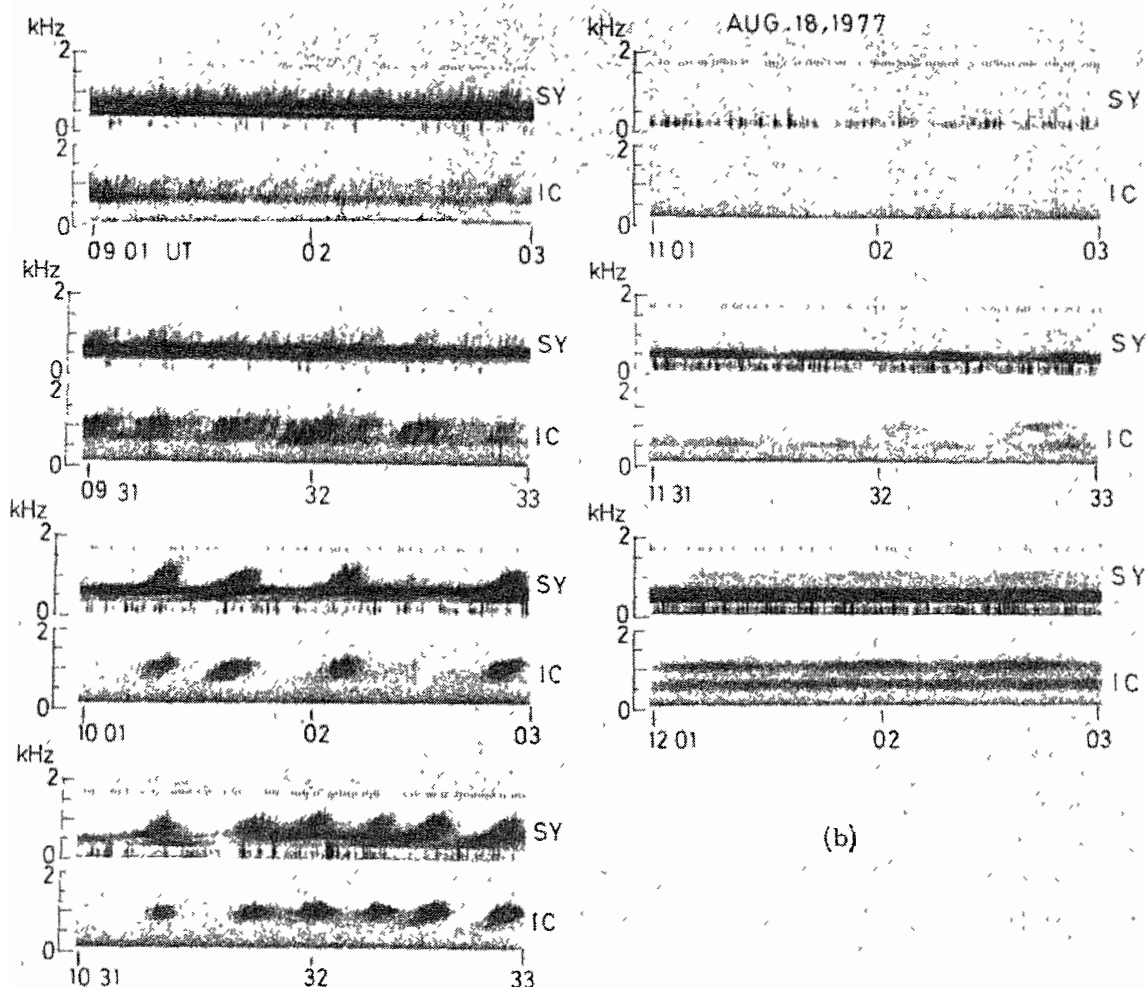 AUG. 18, 1977
kHz
2
SY
0
2
IC
0
09 01 UT 02 03
kHz
2
SY
0
2
IC
0
09 31 32 33
kHz
2
SY
0
2
IC
0
10 01 02 03
kHz
2
SY
0
2
IC
0
10 31 32 33
kHz
2
SY
0
2
IC
0
11 01 02 03
kHz
2
SY
0
2
IC
0
11 31 32 33
kHz
2
SY
0
2
IC
0
12 01 02 03
(b)